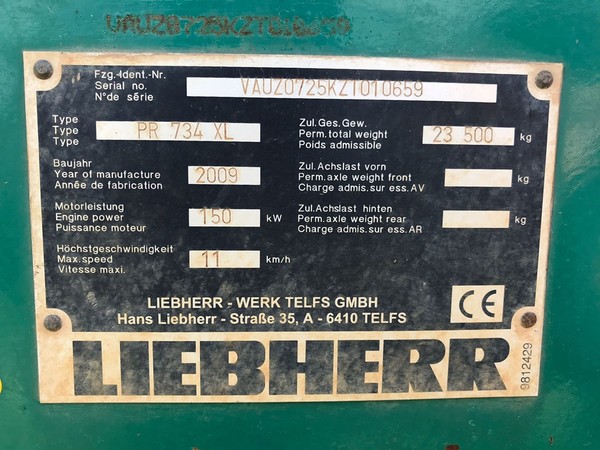 Fzg.-Ident.-Nr.
Serial no.
N°de série
VAUZ0725KZT010659
Type
Type
Type
PR 734 XL
Zul.Ges.Gew.
Perm.total weight
Poids admissible
23 500 kg
Baujahr
Year of manufacture
Année de fabrication
2009
Zul.Achslast vorn
Perm.axle weight front
Charge admis.sur ess.AV
kg
Motorleistung
Engine power
Puissance moteur
150 kW
Zul.Achslast hinten
Perm.axle weight rear
Charge admis.sur ess.AR
kg
Höchstgeschwindigkeit
Max.speed
Vitesse maxi.
11 km/h
LIEBHERR - WERK TELFS GMBH
Hans Liebherr - Straße 35, A - 6410 TELFS
CE
LIEBHERR
9812429